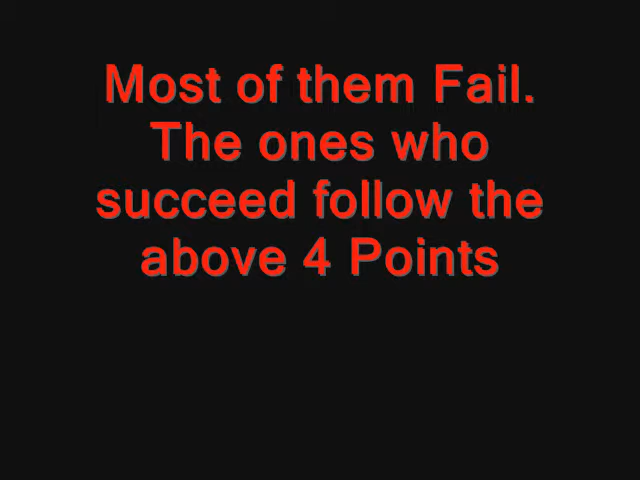 Most of them Fail.
The ones who
succeed follow the
above 4 Points